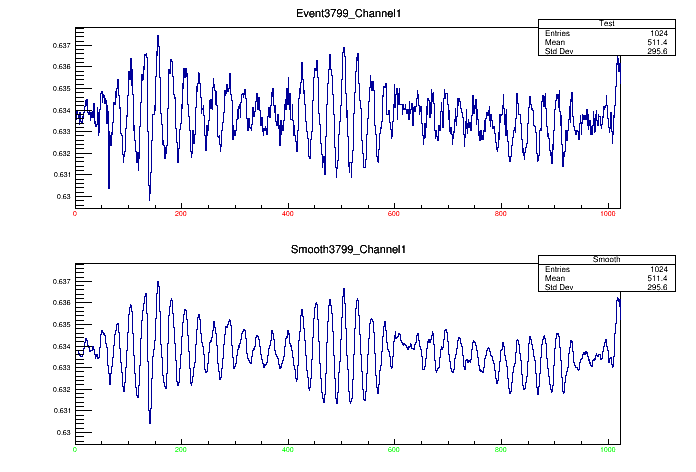 Event3799_Channel1
Test
Entries 1024
Mean 511.4
Std Dev 295.6
0.637
0.636
0.635
0.634
0.633
0.632
0.631
0.63
0 200 400 600 800 1000
Smooth3799_Channel1
Smooth
Entries 1024
Mean 511.4
Std Dev 295.6
0.637
0.636
0.635
0.634
0.633
0.632
0.631
0.63
0 200 400 600 800 1000